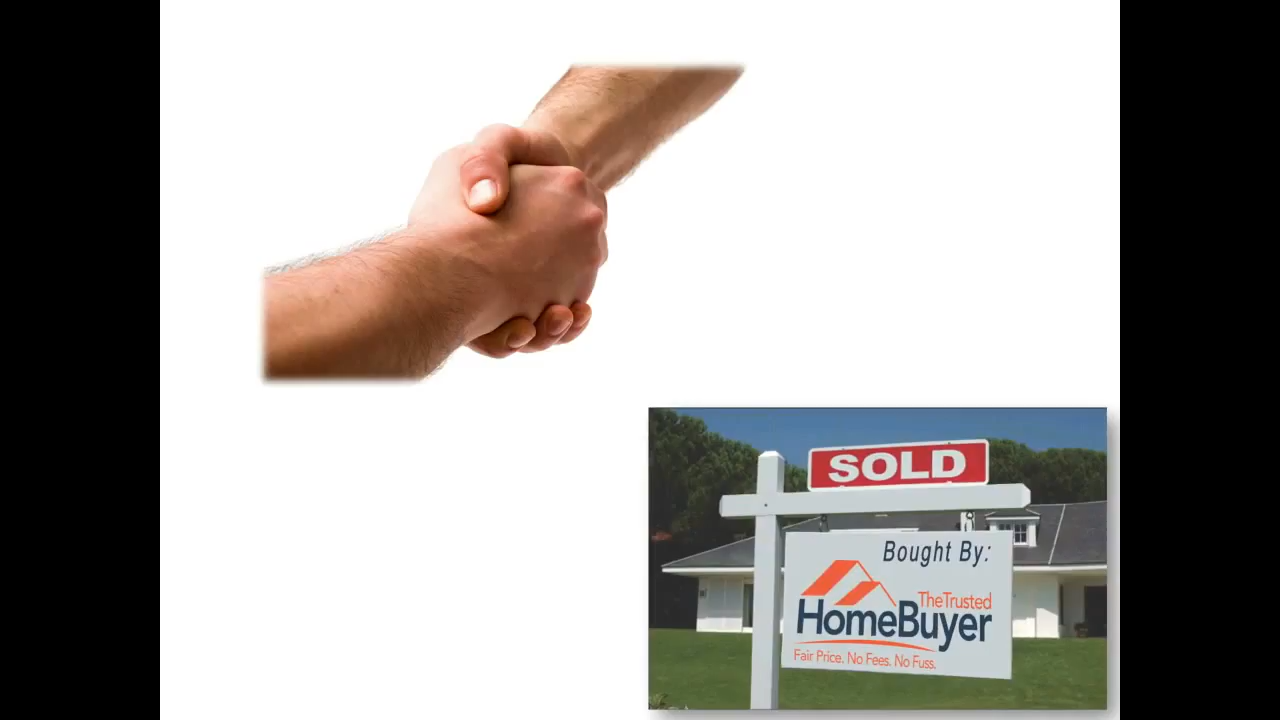 SOLD
Bought By:
The Trusted
HomeBuyer
Fair Price. No Fees. No Fuss.